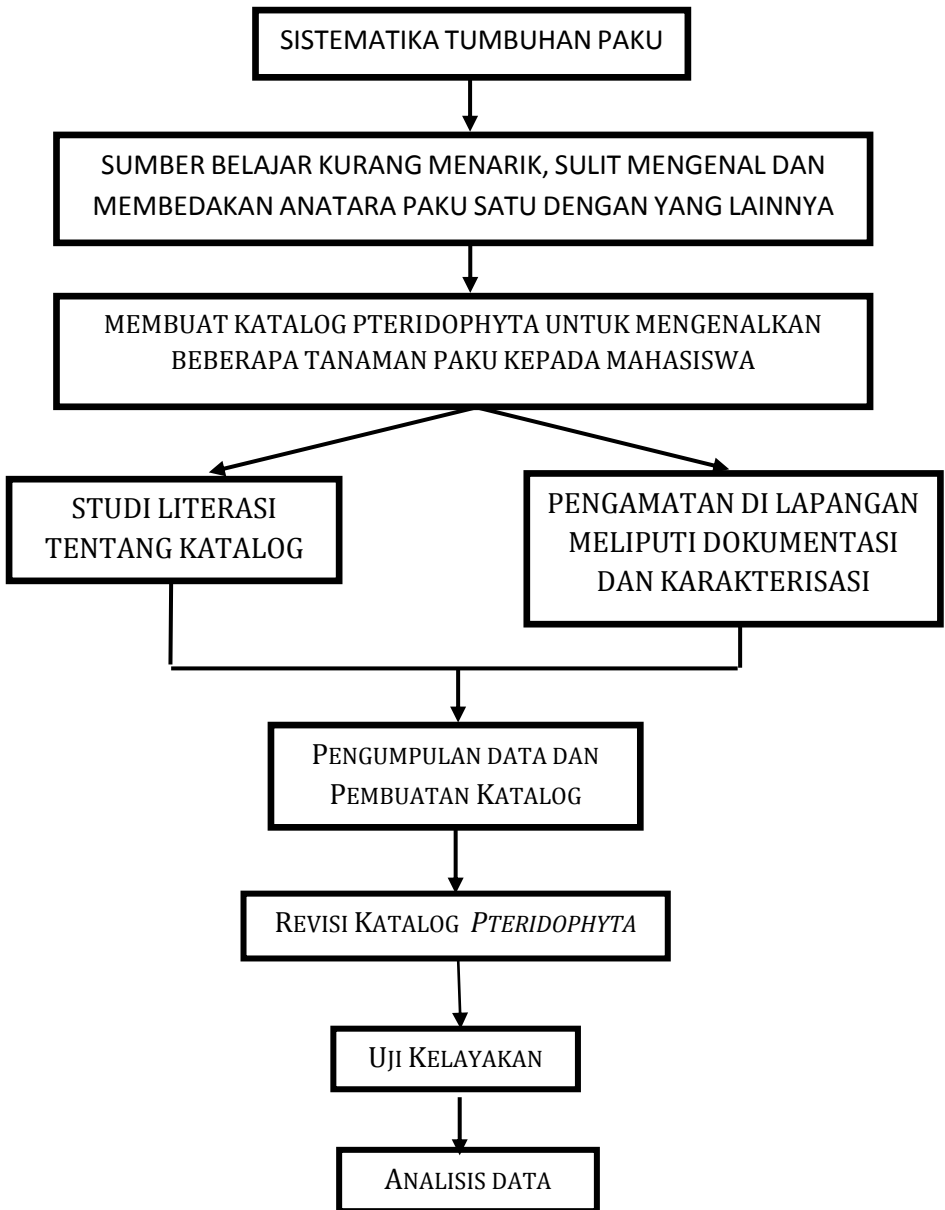 SISTEMATIKA TUMBUHAN PAKU
SUMBER BELAJAR KURANG MENARIK, SULIT MENGENAL DAN
MEMBEDAKAN ANATARA PAKU SATU DENGAN YANG LAINNYA
MEMBUAT KATALOG PTERIDOPHYTA UNTUK MENGENALKAN
BEBERAPA TANAMAN PAKU KEPADA MAHASISWA
STUDI LITERASI
TENTANG KATALOG
PENGAMATAN DI LAPANGAN
MELIPUTI DOKUMENTASI
DAN KARAKTERISASI
PENGUMPULAN DATA DAN
PEMBUATAN KATALOG
REVISI KATALOG PTERIDOPHYTA
UJI KELAYAKAN
ANALISIS DATA